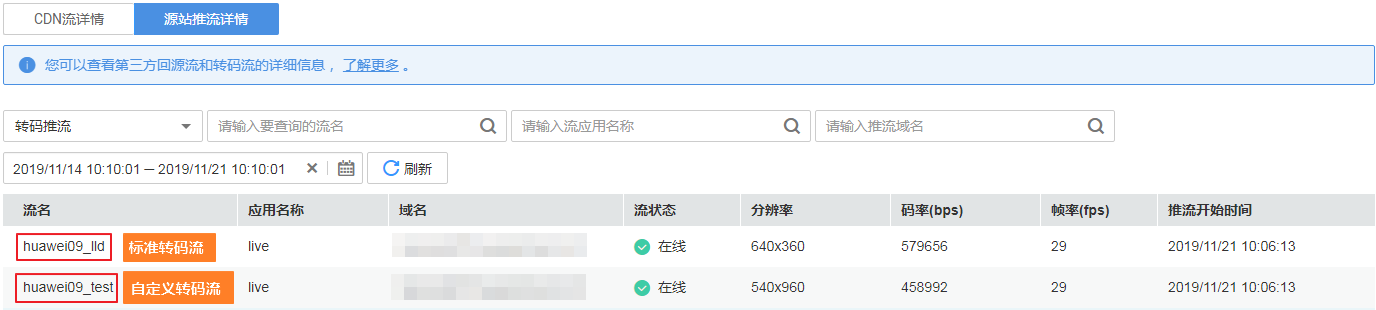 CDN流详情 源站推流详情
您可以查看第三方回源流和转码流的详细信息，了解更多 。
转码推流 请输入要查询的流名 请输入流应用名称 请输入推流域名
2019/11/14 10:10:01 — 2019/11/21 10:10:01 刷新
流名 应用名称 域名 流状态 分辨率 码率(bps) 帧率(fps) 推流开始时间
huawei09_lld 标准转码流 live 在线 640x360 579656 29 2019/11/21 10:06:13
huawei09_test 自定义转码流 live 在线 540x960 458992 29 2019/11/21 10:06:13